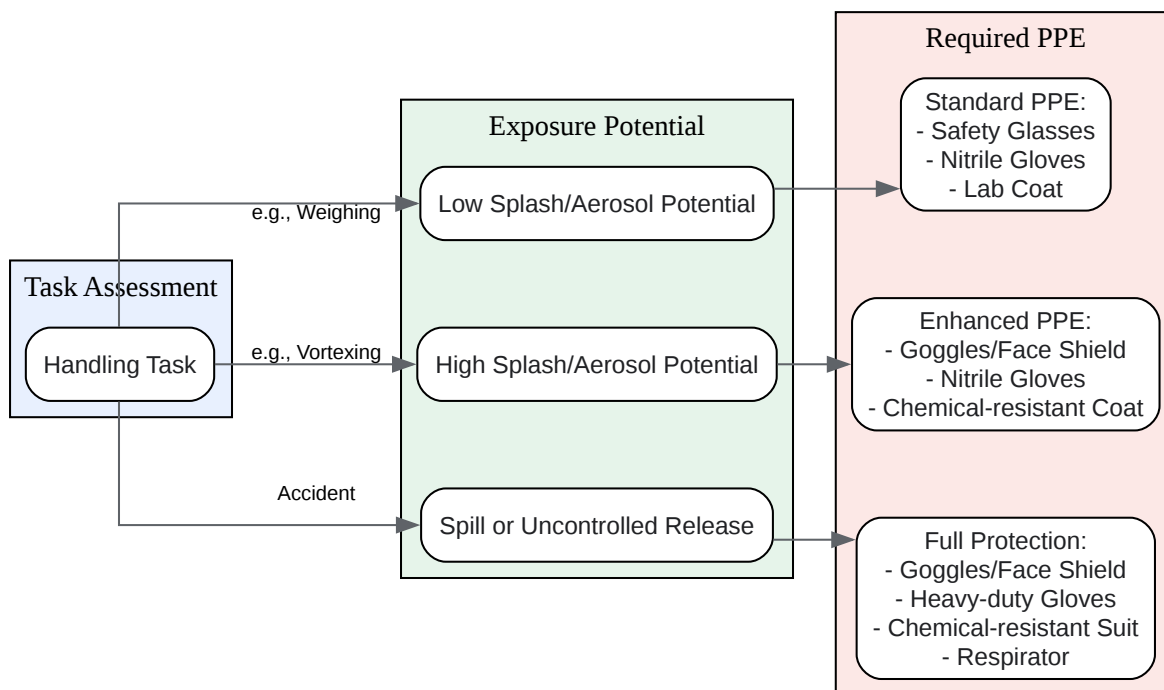 Required PPE
Standard PPE:
- Safety Glasses
- Nitrile Gloves
- Lab Coat
Exposure Potential
Low Splash/Aerosol Potential
e.g., Weighing
Task Assessment
Handling Task
e.g., Vortexing
High Splash/Aerosol Potential
Enhanced PPE:
- Goggles/Face Shield
- Nitrile Gloves
- Chemical-resistant Coat
Accident
Spill or Uncontrolled Release
Full Protection:
- Goggles/Face Shield
- Heavy-duty Gloves
- Chemical-resistant Suit
- Respirator